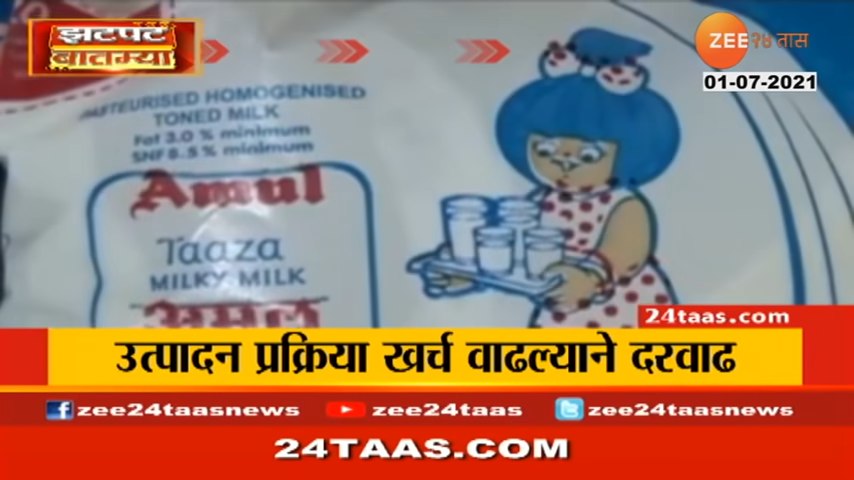 झटपट
बातम्या
ZEE २४ तास
01-07-2021
PASTEURISED HOMOGENISED
TONED MILK
Fat 3.0 % minimum
SNF 8.5 % minimum
Amul
Taaza
MILKY MILK
अमूल
24taas.com
उत्पादन प्रक्रिया खर्च वाढल्याने दरवाढ
zee24taasnews
zee24taas
zee24taasnews
24TAAS.COM